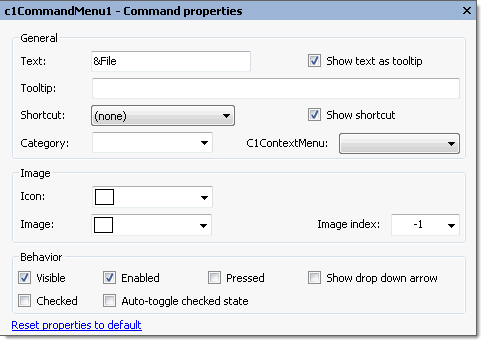 c1CommandMenu1 - Command properties
General
Text: &File Show text as tooltip
Tooltip:
Shortcut: (none) Show shortcut
Category: C1ContextMenu:
Image
Icon:
Image: Image index: -1
Behavior
Visible Enabled Pressed Show drop down arrow
Checked Auto-toggle checked state
Reset properties to default